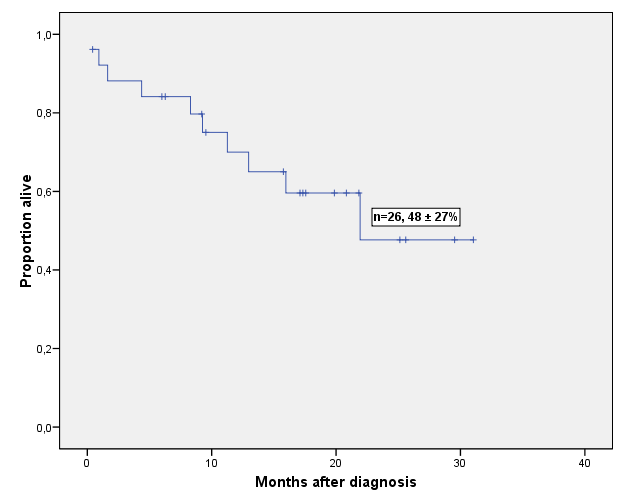 1,0
0,8
0,6
0,4
0,2
0,0
Proportion alive
n=26, 48 ± 27%
0 10 20 30 40
Months after diagnosis